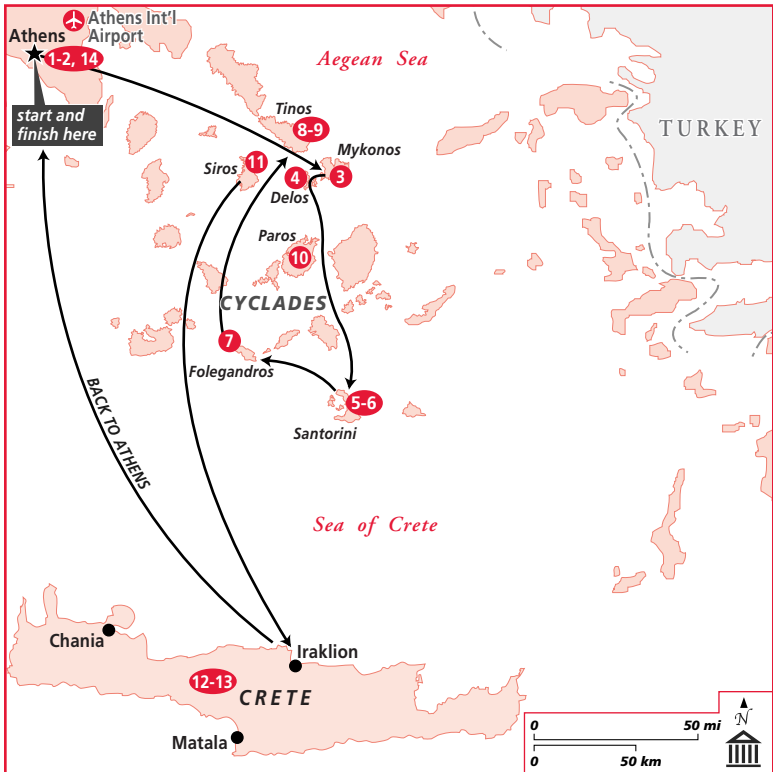 Athens Int'l
Airport
Athens
1-2, 14
start and
finish here
Aegean Sea
TURKEY
Tinos
8-9
Mykonos
3
Siros
11
4
Delos
Paros
10
CYCLADES
7
Folegandros
5-6
Santorini
BACK TO ATHENS
Sea of Crete
Chania
Iraklion
12-13
CRETE
Matala
0
50 mi
0
50 km
N